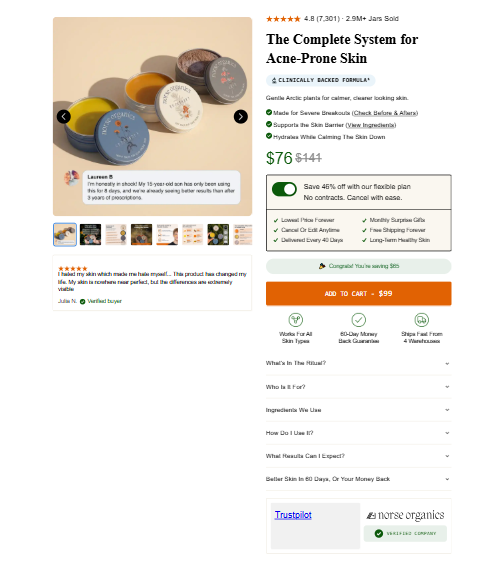 ★★★★★ 4.8 (7,301) · 2.9M+ Jars Sold
The Complete System for
Acne-Prone Skin
CLINICALLY BACKED FORMULA*
Gentle Arctic plants for calmer, clearer looking skin.
Made for Severe Breakouts (Check Before & Afters)
Supports the Skin Barrier (View Ingredients)
Hydrates While Calming The Skin Down
$76 $141
Save 46% off with our flexible plan
No contracts. Cancel with ease.
Lowest Price Forever
Monthly Surprise Gifts
Cancel Or Edit Anytime
Free Shipping Forever
Delivered Every 40 Days
Long-Term Healthy Skin
Congrats! You're saving $65
ADD TO CART - $99
Works For All
Skin Types
60-Day Money
Back Guarantee
Ships Fast From
4 Warehouses
What's In The Ritual?
Who Is It For?
Ingredients We Use
How Do I Use It?
What Results Can I Expect?
Better Skin In 60 Days, Or Your Money Back
Trustpilot
norse organics
VERIFIED COMPANY
NORSE ORGANICS
Laureen B
I'm honestly in shock! My 15 year-old son has only been using
this for 8 days, and we're already seeing better results than after
3 years of prescriptions.
★★★★★
I hated my skin which made me hate myself... This product has changed my
life. My skin is nowhere near perfect, but the differences are extremely
visible
Julie N. Verified buyer